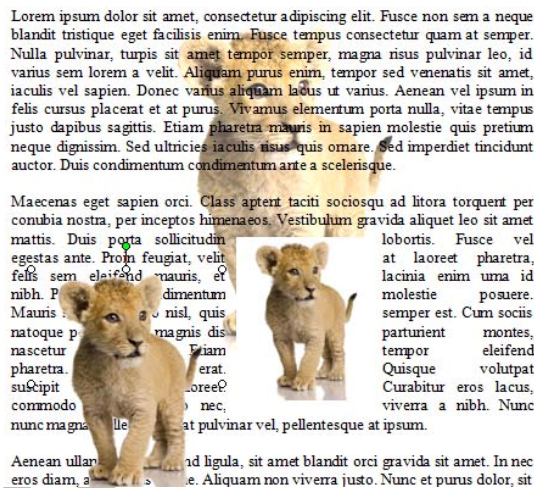 Lorem ipsum dolor sit amet, consectetur adipiscing elit. Fusce non sem a neque
blandit tristique eget facilisis enim. Fusce tempus consectetur quam at semper.
Nulla pulvinar, turpis sit amet tempor semper, magna risus pulvinar leo, id
varius sem lorem a velit. Aliquam purus enim, tempor sed venenatis sit amet,
iaculis vel sapien. Donec varius aliquam lacus ut varius. Aenean vel ipsum in
felis cursus placerat et at purus. Vivamus elementum porta nulla, vitae tempus
justo dapibus sagittis. Etiam pharetra mauris in sapien molestie quis pretium
neque dignissim. Sed ultricies iaculis risus quis ornare. Sed imperdiet tincidunt
auctor. Duis condimentum condimentum ante a scelerisque.
Maecenas eget sapien orci. Class aptent taciti sociosqu ad litora torquent per
conubia nostra, per inceptos himenaeos. Vestibulum gravida aliquet leo sit amet
mattis. Duis porta sollicitudin lobortis. Fusce vel
egestas ante. Proin feugiat, velit at laoreet pharetra,
felis sem eleifend mauris, et lacinia enim urna id
nibh. dimentum molestie posuere.
Mauris nisl, quis semper est. Cum sociis
natoque magnis dis parturient montes,
nascetur Etiam tempor eleifend
pharetra. erat. Quisque volutpat
suscipit Curabitur eros lacus,
commodo nec, viverra a nibh. Nunc
nunc magna at pulvinar vel, pellentesque at ipsum.
Aenean ligula, sit amet blandit orci gravida sit amet. In nec
eros diam, Aliquam non viverra justo. Nunc et purus dolor, sit